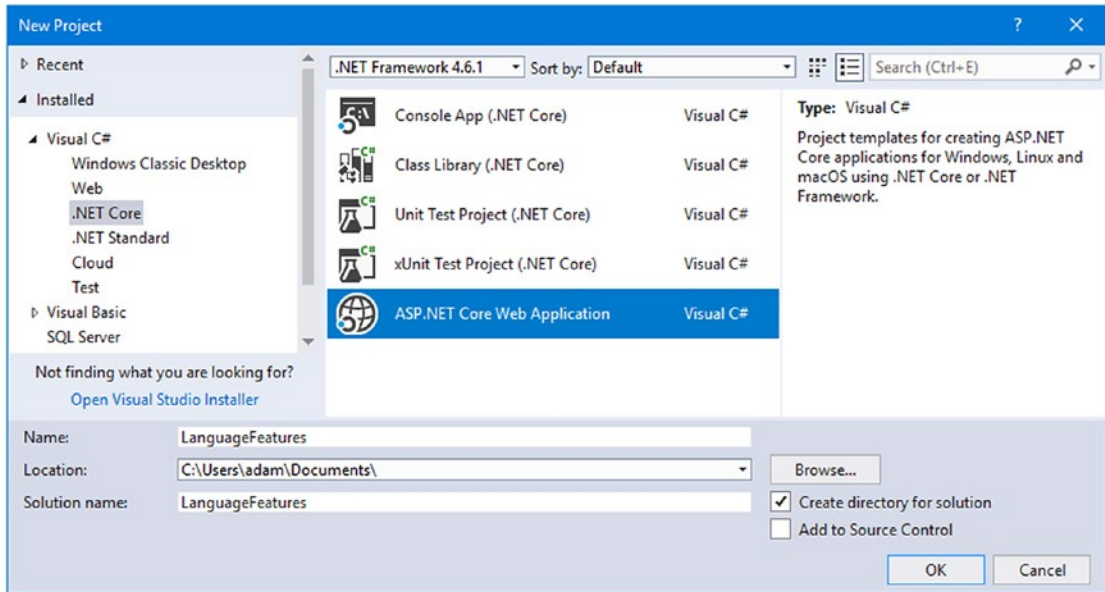 New Project
? ×
Recent
Installed
Visual C#
Windows Classic Desktop
Web
.NET Core
.NET Standard
Cloud
Test
Visual Basic
SQL Server
Not finding what you are looking for?
Open Visual Studio Installer
.NET Framework 4.6.1 Sort by: Default
Search (Ctrl+E)
Console App (.NET Core) Visual C#
Class Library (.NET Core) Visual C#
Unit Test Project (.NET Core) Visual C#
xUnit Test Project (.NET Core) Visual C#
ASP.NET Core Web Application Visual C#
Type: Visual C#
Project templates for creating ASP.NET
Core applications for Windows, Linux and
macOS using .NET Core or .NET
Framework.
Name: LanguageFeatures
Location: C:\Users\adam\Documents\ Browse...
Solution name: LanguageFeatures
Create directory for solution
Add to Source Control
OK Cancel